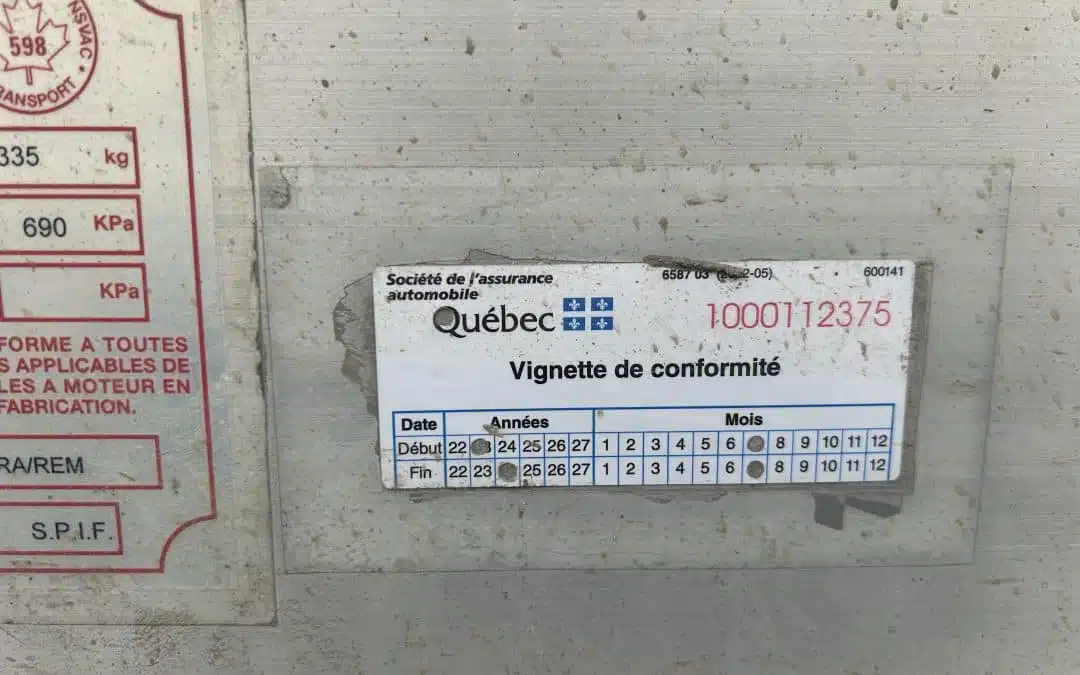 598
NSVAC •
RANSPORT
335 kg
690 KPa
KPa
FORME A TOUTES
S APPLICABLES DE
LES A MOTEUR EN
FABRICATION.
RA/REM
S.P.I.F.
Société de l'assurance
automobile
Québec
6587 03 600141
1000112375
Vignette de conformité
Date Années Mois
Début 22 24 25 26 27 1 2 3 4 5 6 8 9 10 11 12
Fin 22 23 25 26 27 1 2 3 4 5 6 8 9 10 11 12